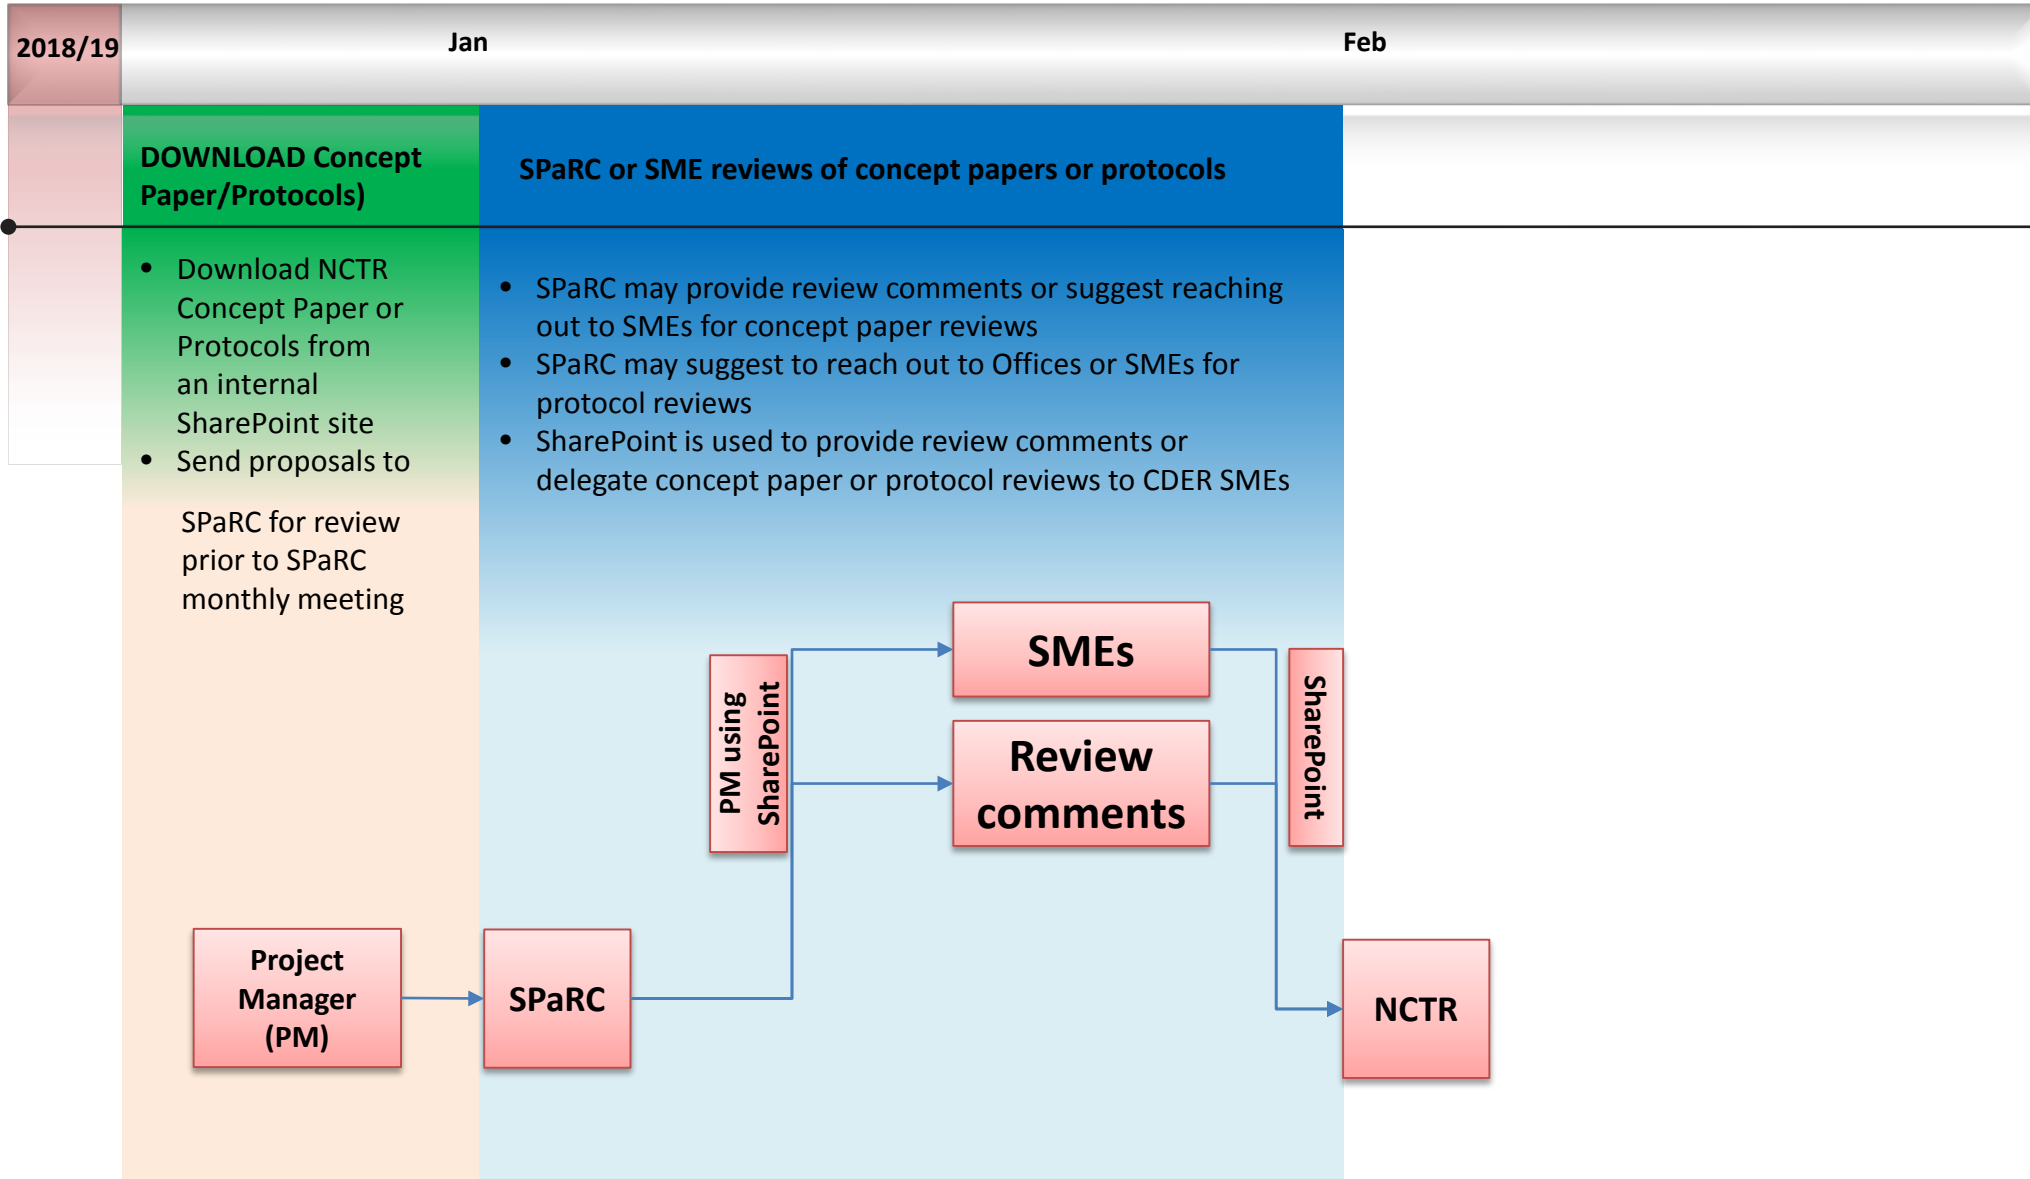 2018/19
Jan
Feb
DOWNLOAD Concept
Paper/Protocols)
SPaRC or SME reviews of concept papers or protocols
• Download NCTR
Concept Paper or
Protocols from
an internal
SharePoint site
• Send proposals to
SPaRC for review
prior to SPaRC
monthly meeting
• SPaRC may provide review comments or suggest reaching
out to SMEs for concept paper reviews
• SPaRC may suggest to reach out to Offices or SMEs for
protocol reviews
• SharePoint is used to provide review comments or
delegate concept paper or protocol reviews to CDER SMEs
Project
Manager
(PM)
SPaRC
PM using
SharePoint
SMEs
Review
comments
SharePoint
NCTR